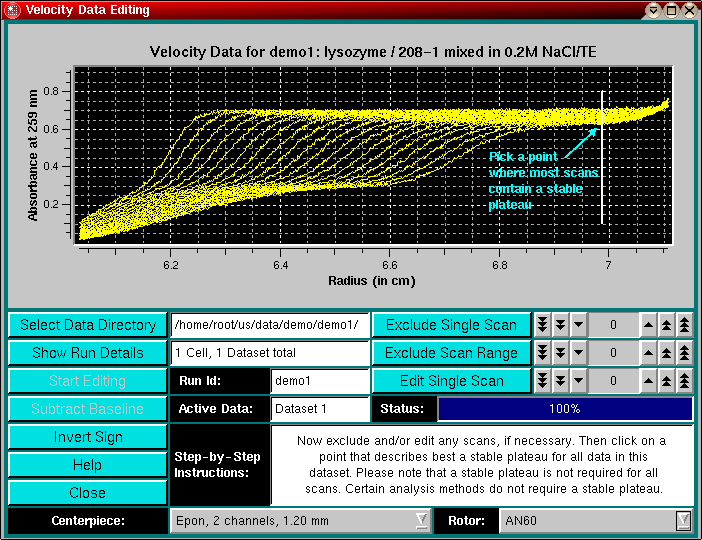 Velocity Data Editing
Velocity Data for demo1: lysozyme / 208-1 mixed in 0.2M NaCl/TE
Absorbance at 259 nm
0.8
0.6
0.4
0.2
Pick a point
where most scans
contain a stable
plateau
6.2
6.4
6.6
6.8
7
Radius (in cm)
Select Data Directory
/home/root/us/data/demo/demo1/
Exclude Single Scan
0
Show Run Details
1 Cell, 1 Dataset total
Exclude Scan Range
0
Start Editing
Run Id:
demo1
Edit Single Scan
0
Subtract Baseline
Active Data:
Dataset 1
Status:
100%
Invert Sign
Help
Close
Step-by-Step
Instructions:
Now exclude and/or edit any scans, if necessary. Then click on a
point that describes best a stable plateau for all data in this
dataset. Please note that a stable plateau is not required for all
scans. Certain analysis methods do not require a stable plateau.
Centerpiece:
Epon, 2 channels, 1.20 mm
Rotor:
AN60